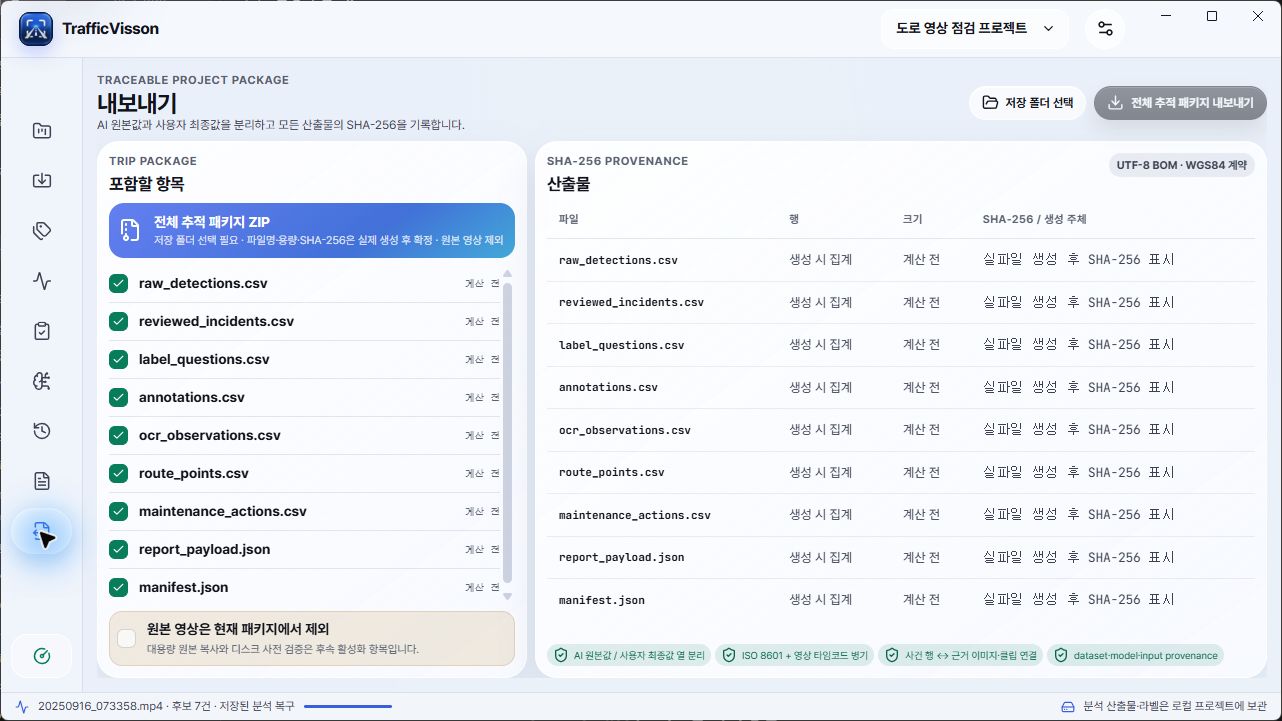 TrafficVisson
도로 영상 점검 프로젝트
TRACEABLE PROJECT PACKAGE
내보내기
AI 원본값과 사용자 최종값을 분리하고 모든 산출물의 SHA-256을 기록합니다.
저장 폴더 선택
전체 추적 패키지 내보내기
TRIP PACKAGE
포함할 항목
전체 추적 패키지 ZIP
저장 폴더 선택 필요 · 파일명·용량·SHA-256은 실제 생성 후 확정 · 원본 영상 제외
raw_detections.csv 계산 전
reviewed_incidents.csv 계산 전
label_questions.csv 계산 전
annotations.csv 계산 전
ocr_observations.csv 계산 전
route_points.csv 계산 전
maintenance_actions.csv 계산 전
report_payload.json 계산 전
manifest.json 계산 전
원본 영상은 현재 패키지에서 제외
대용량 원본 복사와 디스크 사전 검증은 후속 활성화 항목입니다.
SHA-256 PROVENANCE
산출물
UTF-8 BOM · WGS84 계약
파일 행 크기 SHA-256 / 생성 주체
raw_detections.csv 생성 시 집계 계산 전 실파일 생성 후 SHA-256 표시
reviewed_incidents.csv 생성 시 집계 계산 전 실파일 생성 후 SHA-256 표시
label_questions.csv 생성 시 집계 계산 전 실파일 생성 후 SHA-256 표시
annotations.csv 생성 시 집계 계산 전 실파일 생성 후 SHA-256 표시
ocr_observations.csv 생성 시 집계 계산 전 실파일 생성 후 SHA-256 표시
route_points.csv 생성 시 집계 계산 전 실파일 생성 후 SHA-256 표시
maintenance_actions.csv 생성 시 집계 계산 전 실파일 생성 후 SHA-256 표시
report_payload.json 생성 시 집계 계산 전 실파일 생성 후 SHA-256 표시
manifest.json 생성 시 집계 계산 전 실파일 생성 후 SHA-256 표시
AI 원본값 / 사용자 최종값 열 분리
ISO 8601 + 영상 타임코드 병기
사건 행 ↔ 근거 이미지·클립 연결
dataset·model·input provenance
20250916_073358.mp4 · 후보 7건 · 저장된 분석 복구
분석 산출물·라벨은 로컬 프로젝트에 보관